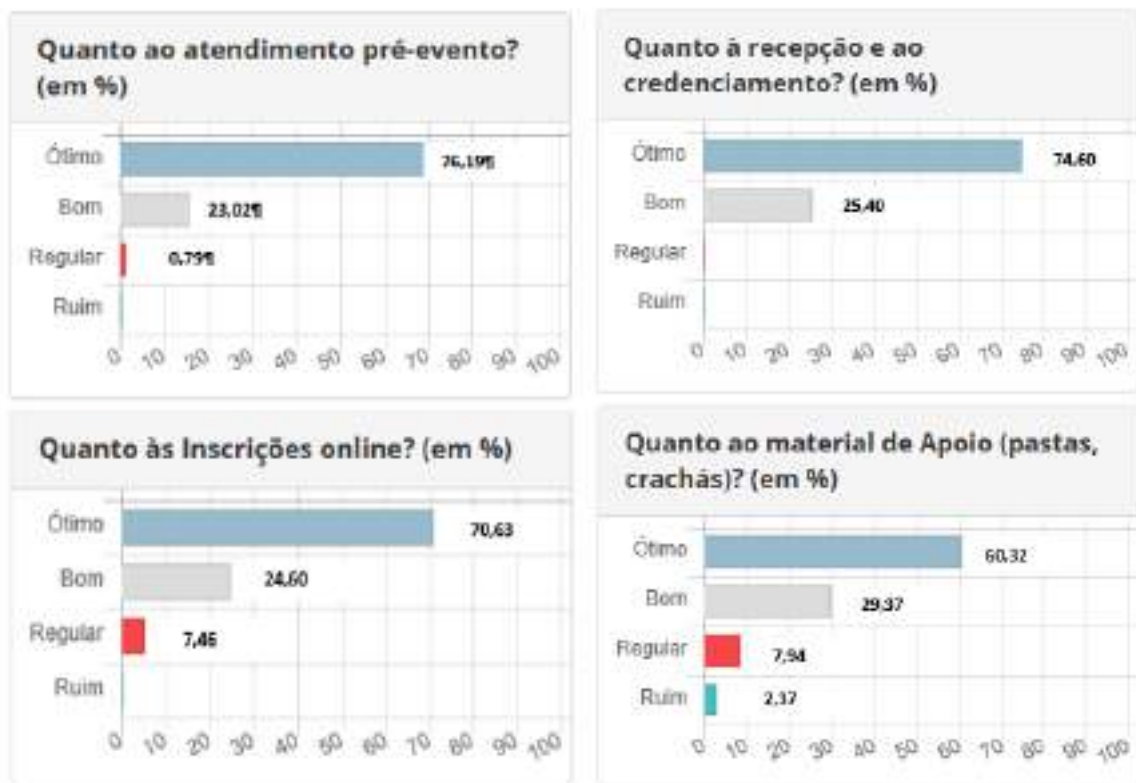 Quanto ao atendimento pré-evento?
(em %)
Ótimo
76,19¶
Bom
23,02¶
Regular
0,79¶
Ruim
0 10 20 30 40 50 60 70 80 90 100
Quanto à recepção e ao
credenciamento? (em %)
Ótimo
74,60
Bom
25,40
Regular
Ruim
0 10 20 30 40 50 60 70 80 90 100
Quanto às Inscrições online? (em %)
Ótimo
70,63
Bom
24,60
Regular
7,46
Ruim
0 10 20 30 40 50 60 70 80 90 100
Quanto ao material de Apoio (pastas,
crachás)? (em %)
Ótimo
60,32
Bom
29,37
Regular
7,94
Ruim
2,37
0 10 20 30 40 50 60 70 80 90 100